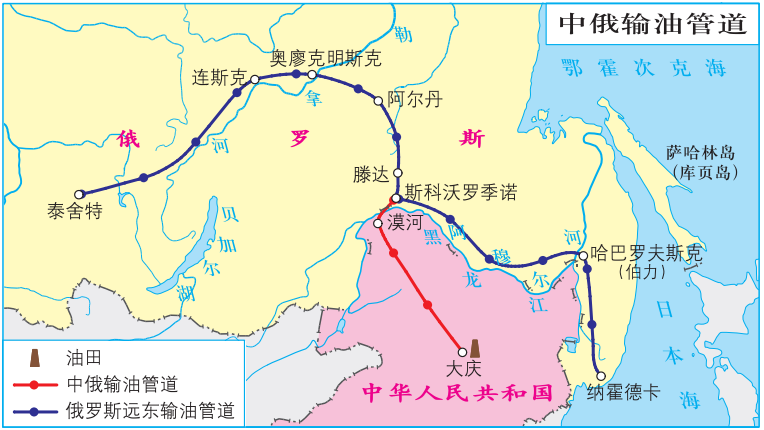 中俄输油管道
勒
鄂霍次克海
奥廖克明斯克
连斯克
拿
阿尔丹
俄
罗
斯
河
萨哈林岛
(库页岛)
滕达
泰舍特
斯科沃罗季诺
贝
加
尔
湖
漠河
黑
龙
江
阿
穆
尔
河
哈巴罗夫斯克
(伯力)
日
本
海
大庆
纳霍德卡
中华人民共和国
油田
中俄输油管道
俄罗斯远东输油管道